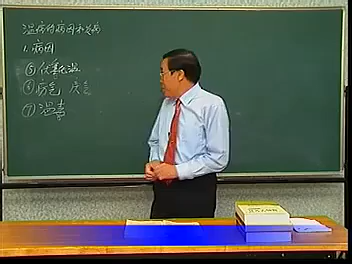 温病的病因和发病
1. 病因
⑤ 伏寒化温
⑥ 疠气 戾气
⑦ 温毒